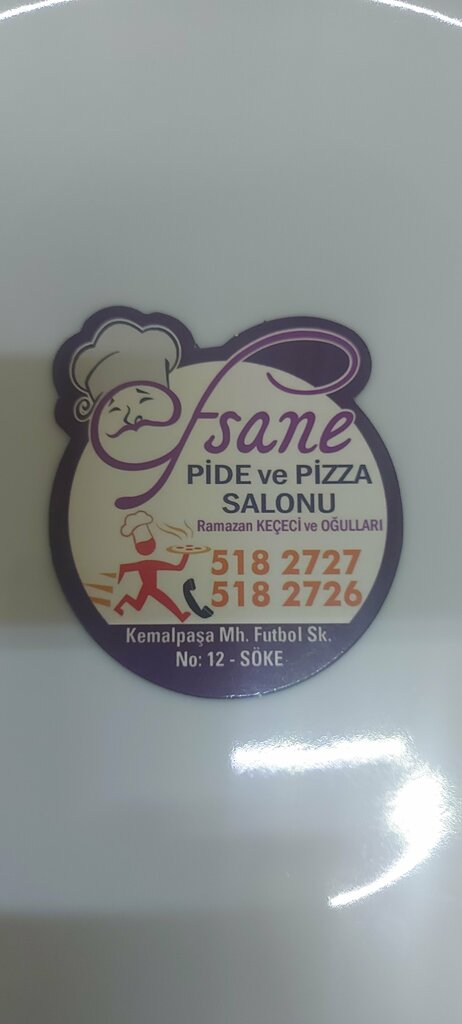 Efsane
PİDE ve PİZZA
SALONU
Ramazan KEÇECİ ve OĞULLARI
518 2727
518 2726
Kemalpaşa Mh. Futbol Sk.
No: 12 - SÖKE